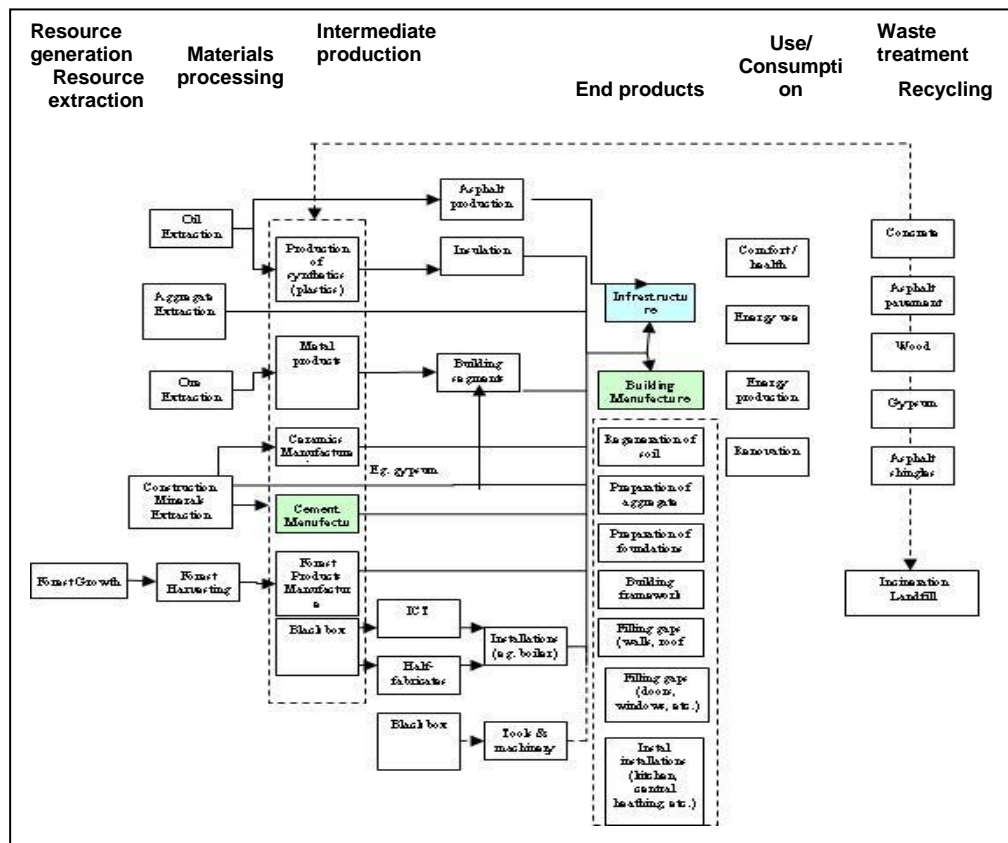 Resource
generation
Resource
extraction
Materials
processing
Intermediate
production
End products
Use/
Consumpti
on
Waste
treatment
Recycling
Oil
Extraction
Aggregate
Extraction
Ore
Extraction
Construction
Minerals
Extraction
Forest Growth
Forest
Harvesting
Production
of
synthetics
(plastics)
Metal
products
Ceramics
Manufacture
Cement
Manufactu
Forest
Products
Manufactur
e
Black box
Asphalt
production
Insulation
Building
segments
Eg. gypsum
ICT
Half-
fabricates
Installations
(eg. boiler)
Black box
Tools &
machinery
Infrestructu
re
Building
Manufacture
Regeneration of
soil
Preparation of
aggregate
Preparation of
foundations
Building
framework
Filling gaps
(walls, roof
Filling gaps
(doors,
windows, etc.)
Instal
installations
(kitchen,
central
heathing, etc.)
Comfort /
health
Energy use
Energy
production
Renovation
Concrete
Asphalt
pavement
Wood
Gypsum
Asphalt
shingles
Incineration
Landfill